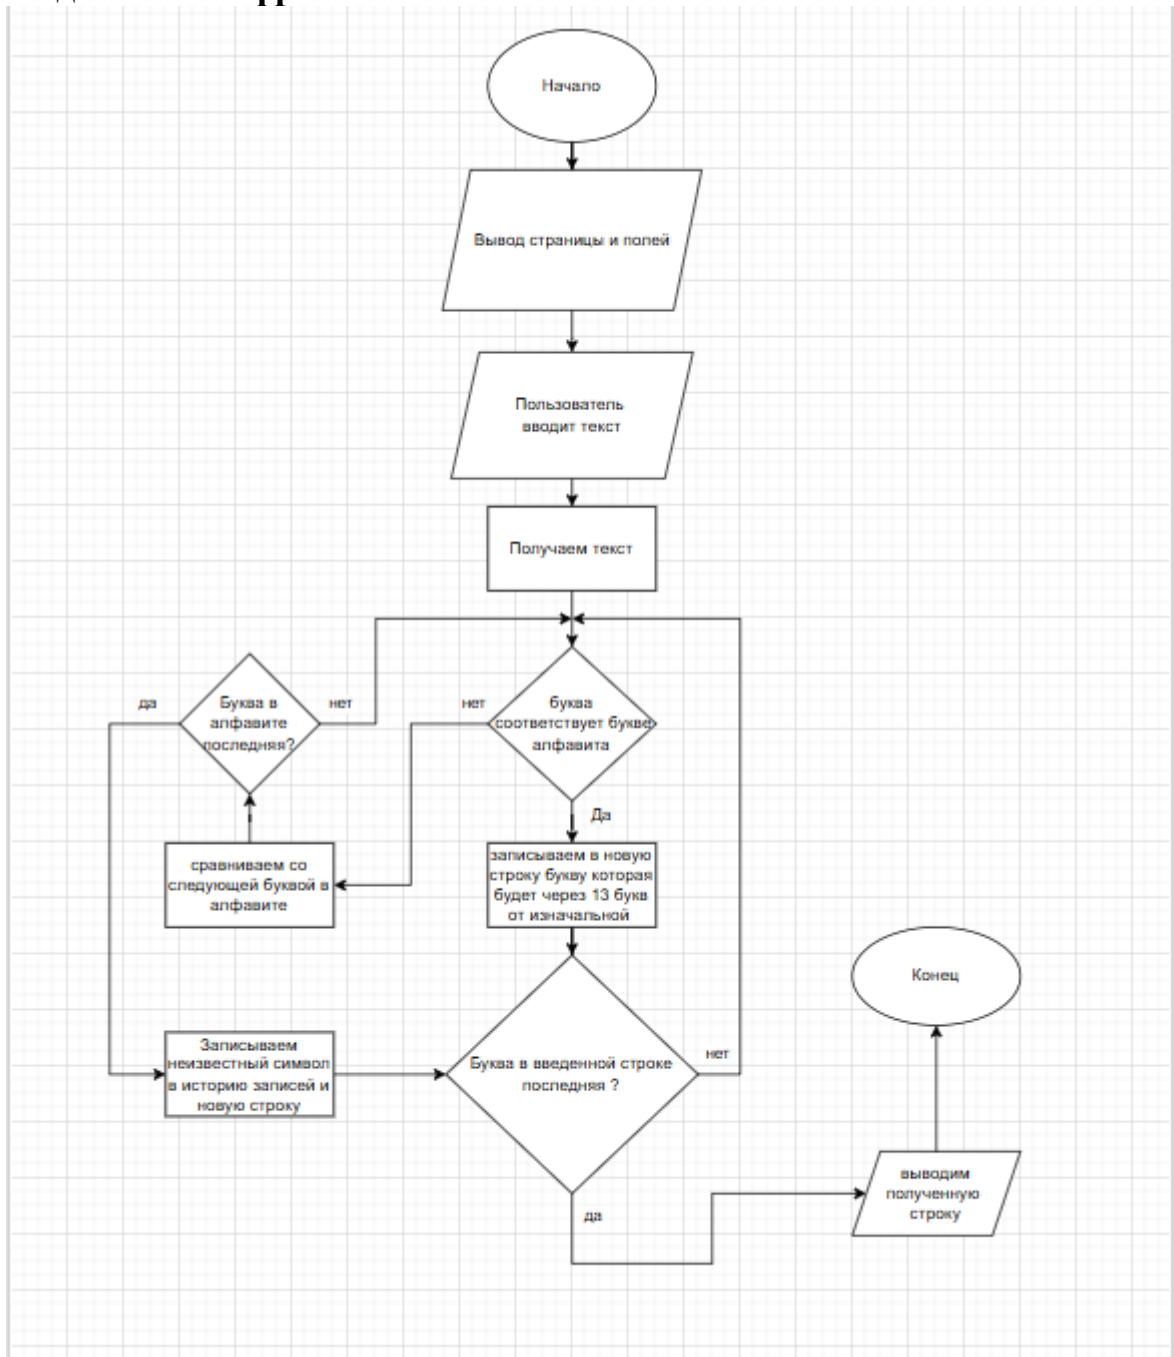 Начало
Вывод страницы и полей
Пользователь
вводит текст
Получаем текст
да
Буква в
алфавите
последняя?
нет
нет
буква
соответствует букве
алфавита
Да
сравниваем со
следующей буквой в
алфавите
записываем в новую
строку букву которая
будет через 13 букв
от изначальной
Записываем
неизвестный символ
в историю записей и
новую строку
Буква в введенной строке
последняя ?
нет
да
выводим
полученную
строку
Конец